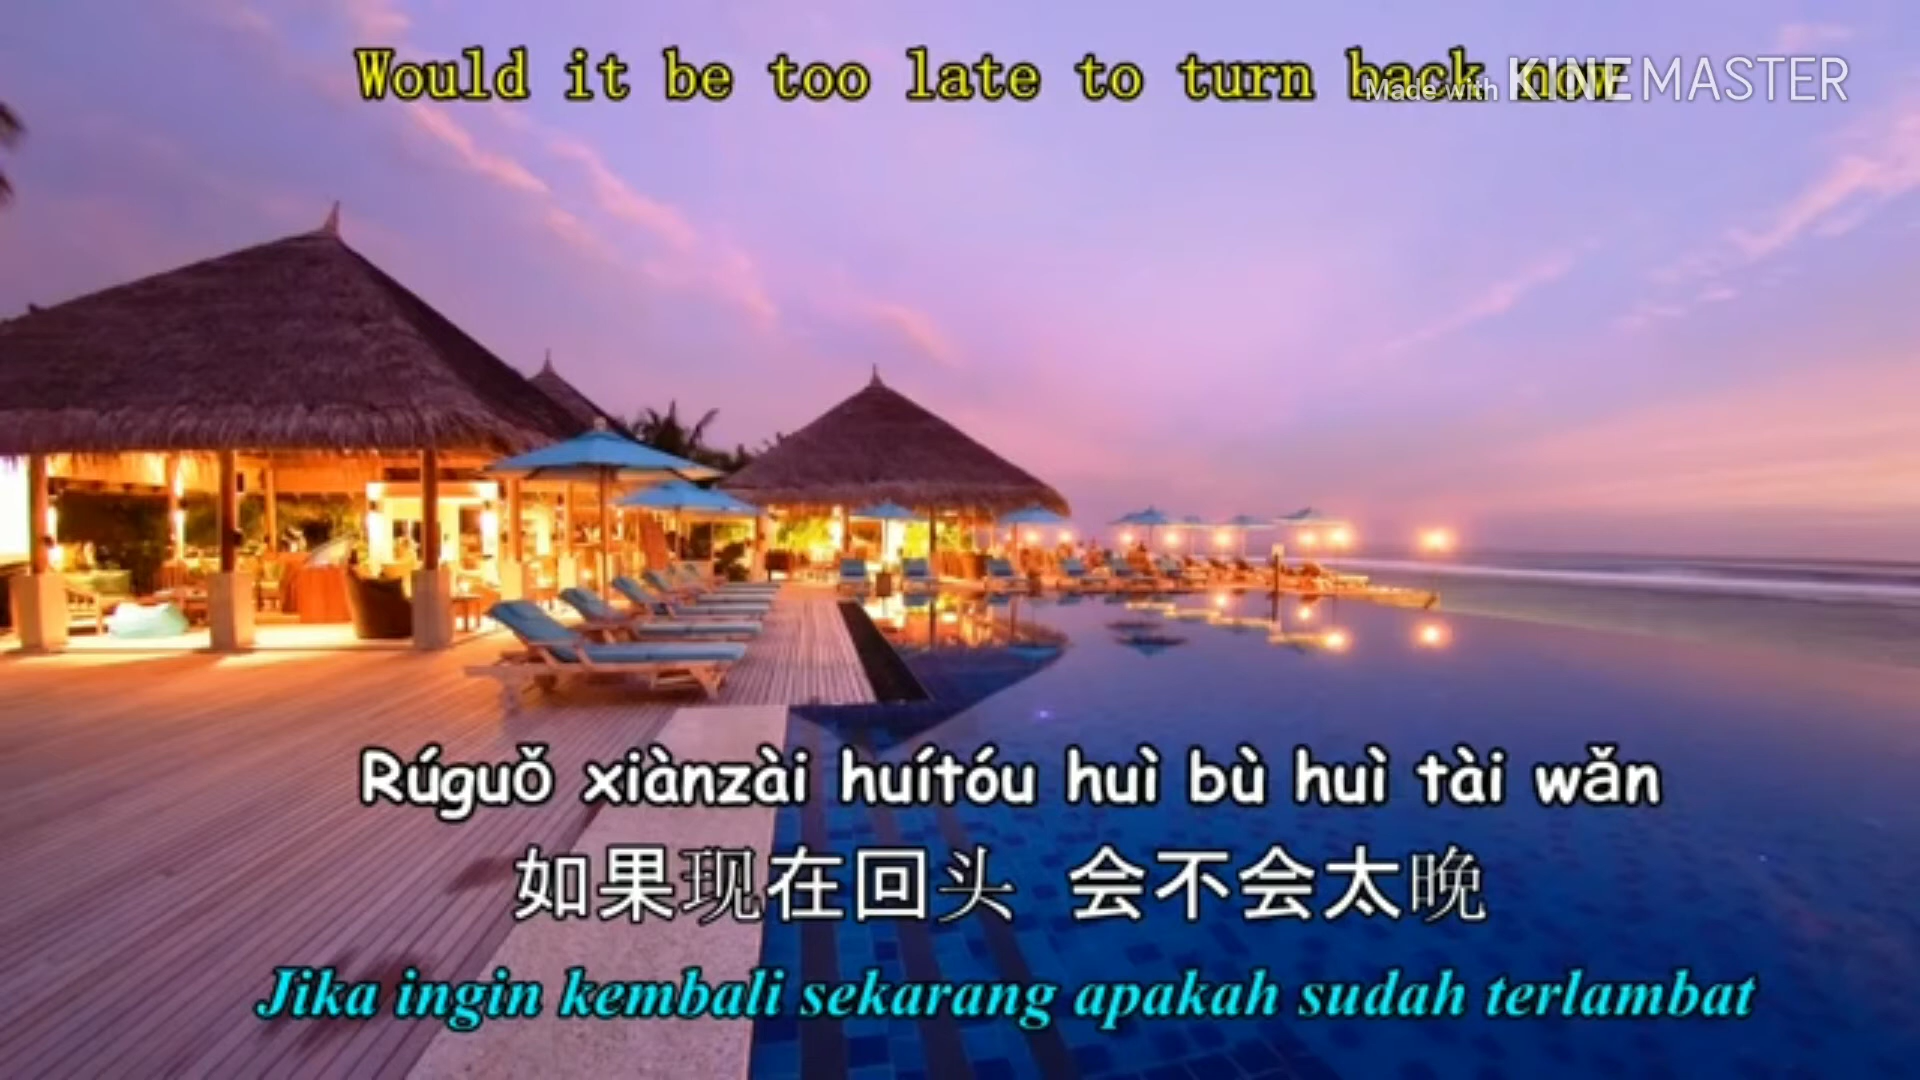 Would it be too late to turn back now
Made with KINEMASTER
Rúguǒ xiànzài huítóu huì bù huì tài wǎn
如果现在回头 会不会太晚
Jika ingin kembali sekarang apakah sudah terlambat